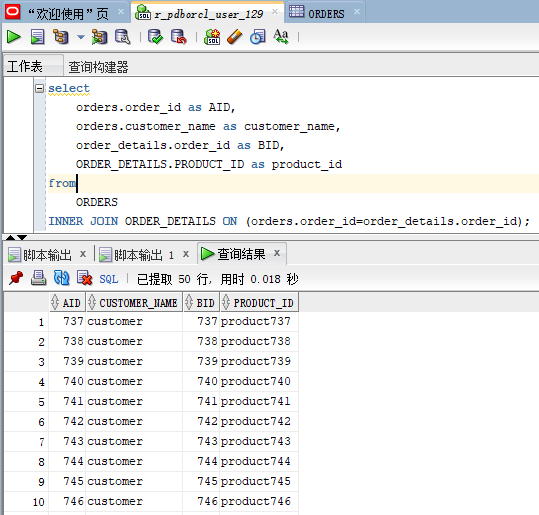 “欢迎使用”页 r_pdborcl_user_129 ORDERS
工作表 查询构建器
select
orders.order_id as AID,
orders.customer_name as customer_name,
order_details.order_id as BID,
ORDER_DETAILS.PRODUCT_ID as product_id
from
ORDERS
INNER JOIN ORDER_DETAILS ON (orders.order_id=order_details.order_id);
脚本输出 x 脚本输出 1 x 查询结果 x
SQL | 已提取 50 行, 用时 0.018 秒
AID CUSTOMER_NAME BID PRODUCT_ID
1 737 customer 737 product737
2 738 customer 738 product738
3 739 customer 739 product739
4 740 customer 740 product740
5 741 customer 741 product741
6 742 customer 742 product742
7 743 customer 743 product743
8 744 customer 744 product744
9 745 customer 745 product745
10 746 customer 746 product746